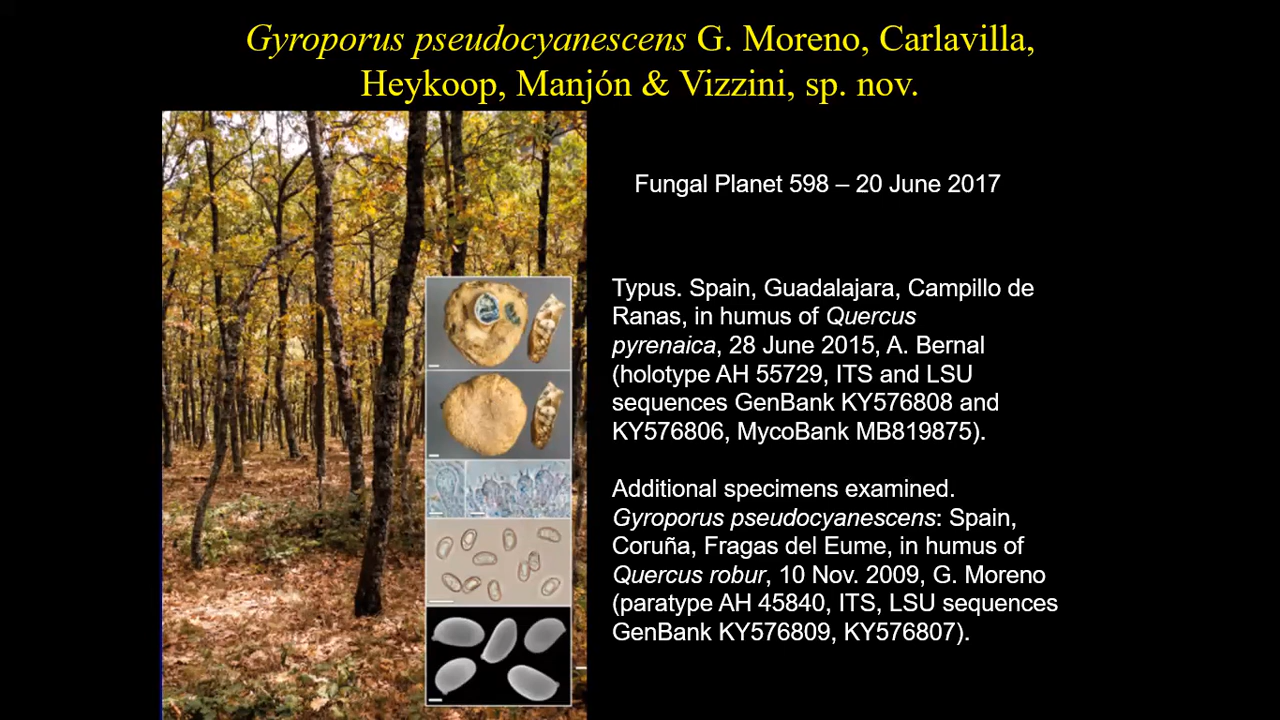 Gyroporus pseudocyanescens G. Moreno, Carlavilla,
Heykoop, Manjón & Vizzini, sp. nov.
Fungal Planet 598 – 20 June 2017
Typus. Spain, Guadalajara, Campillo de
Ranas, in humus of Quercus
pyrenaica, 28 June 2015, A. Bernal
(holotype AH 55729, ITS and LSU
sequences GenBank KY576808 and
KY576806, MycoBank MB819875).
Additional specimens examined.
Gyroporus pseudocyanescens: Spain,
Coruña, Fragas del Eume, in humus of
Quercus robur, 10 Nov. 2009, G. Moreno
(paratype AH 45840, ITS, LSU sequences
GenBank KY576809, KY576807).